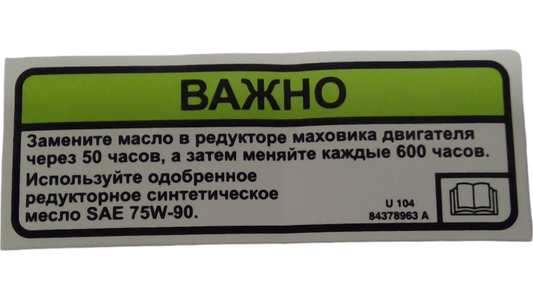 ВАЖНО
Замените масло в редукторе маховика двигателя
через 50 часов, а затем меняйте каждые 600 часов.
Используйте одобренное
редукторное синтетическое
месло SAE 75W-90.
U 104
84378963 A